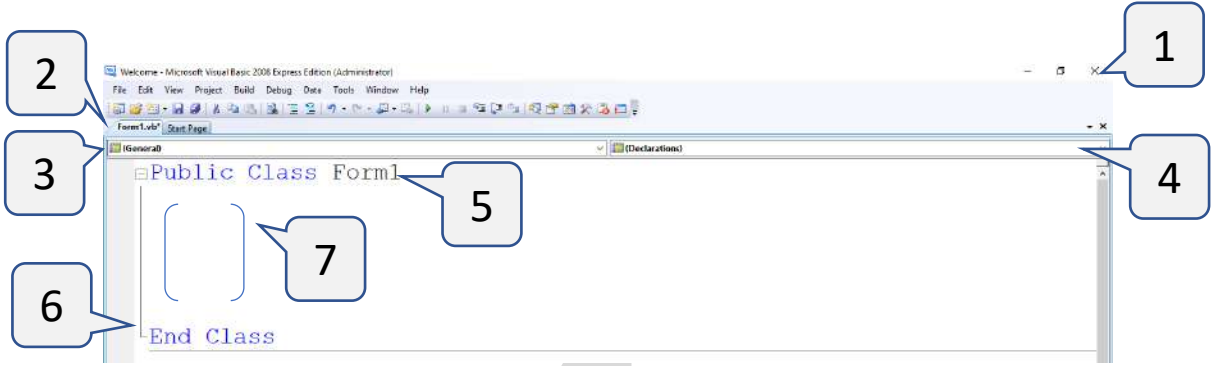 1
2
Welcome - Microsoft Visual Basic 2008 Express Edition (Administrator)
File Edit View Project Build Debug Data Tools Window Help
Form1.vb* Start Page
3
(General) (Declarations)
4
Public Class Form1
5
7
6
End Class